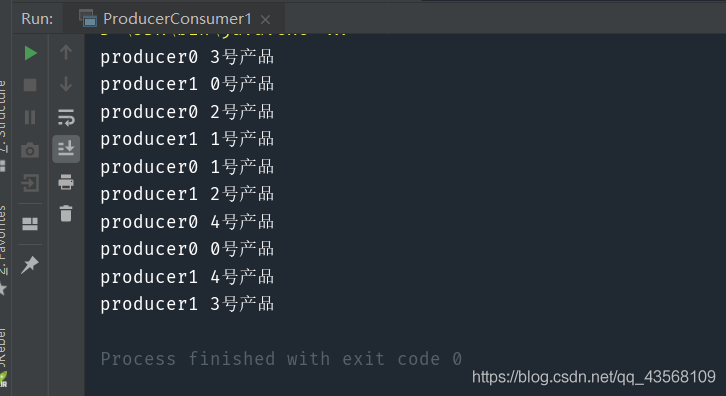 Run: ProducerConsumer1
producer0 3号产品
producer1 0号产品
producer0 2号产品
producer1 1号产品
producer0 1号产品
producer1 2号产品
producer0 4号产品
producer0 0号产品
producer1 4号产品
producer1 3号产品
Process finished with exit code 0
https://blog.csdn.net/qq_43568109
7: Structure
2: Favorites